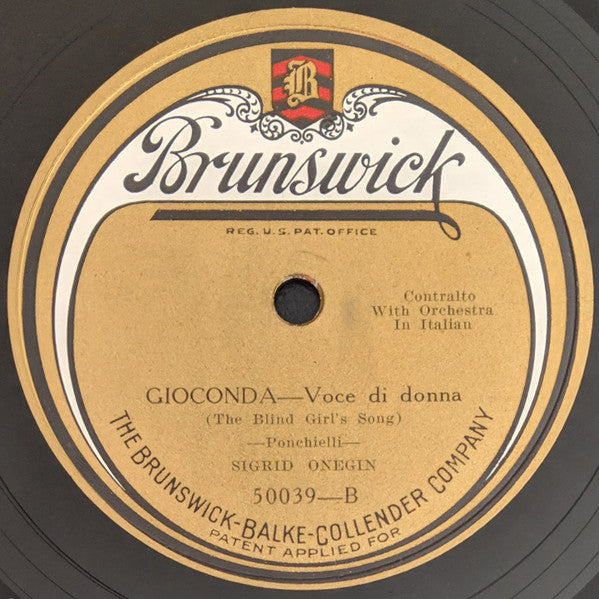 B
Brunswick
REG. U.S. PAT. OFFICE
Contralto
With Orchestra
In Italian
GIOCONDA—Voce di donna
(The Blind Girl's Song)
—Ponchielli—
SIGRID ONEGIN
50039—B
THE BRUNSWICK-BALKE-COLLENDER COMPANY
PATENT APPLIED FOR